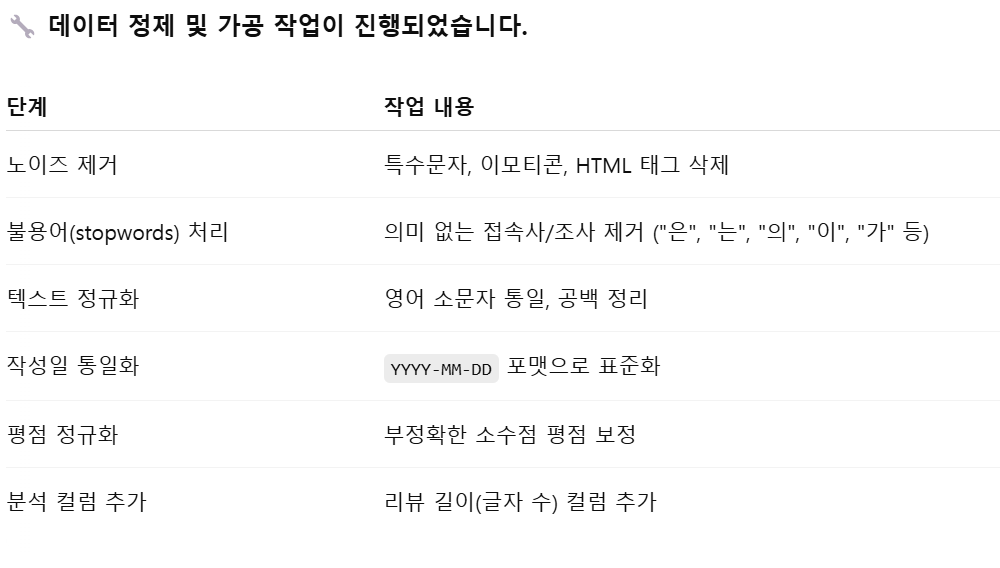 🔧 데이터 정제 및 가공 작업이 진행되었습니다.
단계 작업 내용
노이즈 제거 특수문자, 이모티콘, HTML 태그 삭제
불용어(stopwords) 처리 의미 없는 접속사/조사 제거 ("은", "는", "의", "이", "가" 등)
텍스트 정규화 영어 소문자 통일, 공백 정리
작성일 통일화 YYYY-MM-DD 포맷으로 표준화
평점 정규화 부정확한 소수점 평점 보정
분석 컬럼 추가 리뷰 길이(글자 수) 컬럼 추가